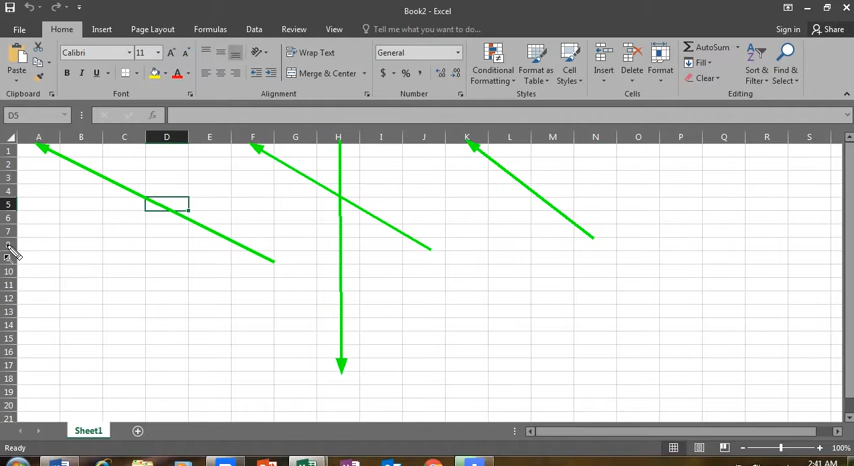 Book2 - Excel
File Home Insert Page Layout Formulas Data Review View Tell me what you want to do... Sign in Share
Paste Calibri 11 A A Wrap Text General AutoSum
B I U A Merge & Center $ % , Conditional Formatting Format as Table Cell Styles Insert Delete Format Fill Clear Sort & Filter Find & Select
Clipboard Font Alignment Number Styles Cells Editing
D5 fx
A B C D E F G H I J K L M N O P Q R S
1
2
3
4
5
6
7
10
11
12
13
14
15
16
17
18
19
20
21
Sheet1
Ready 100%
2:41 AM